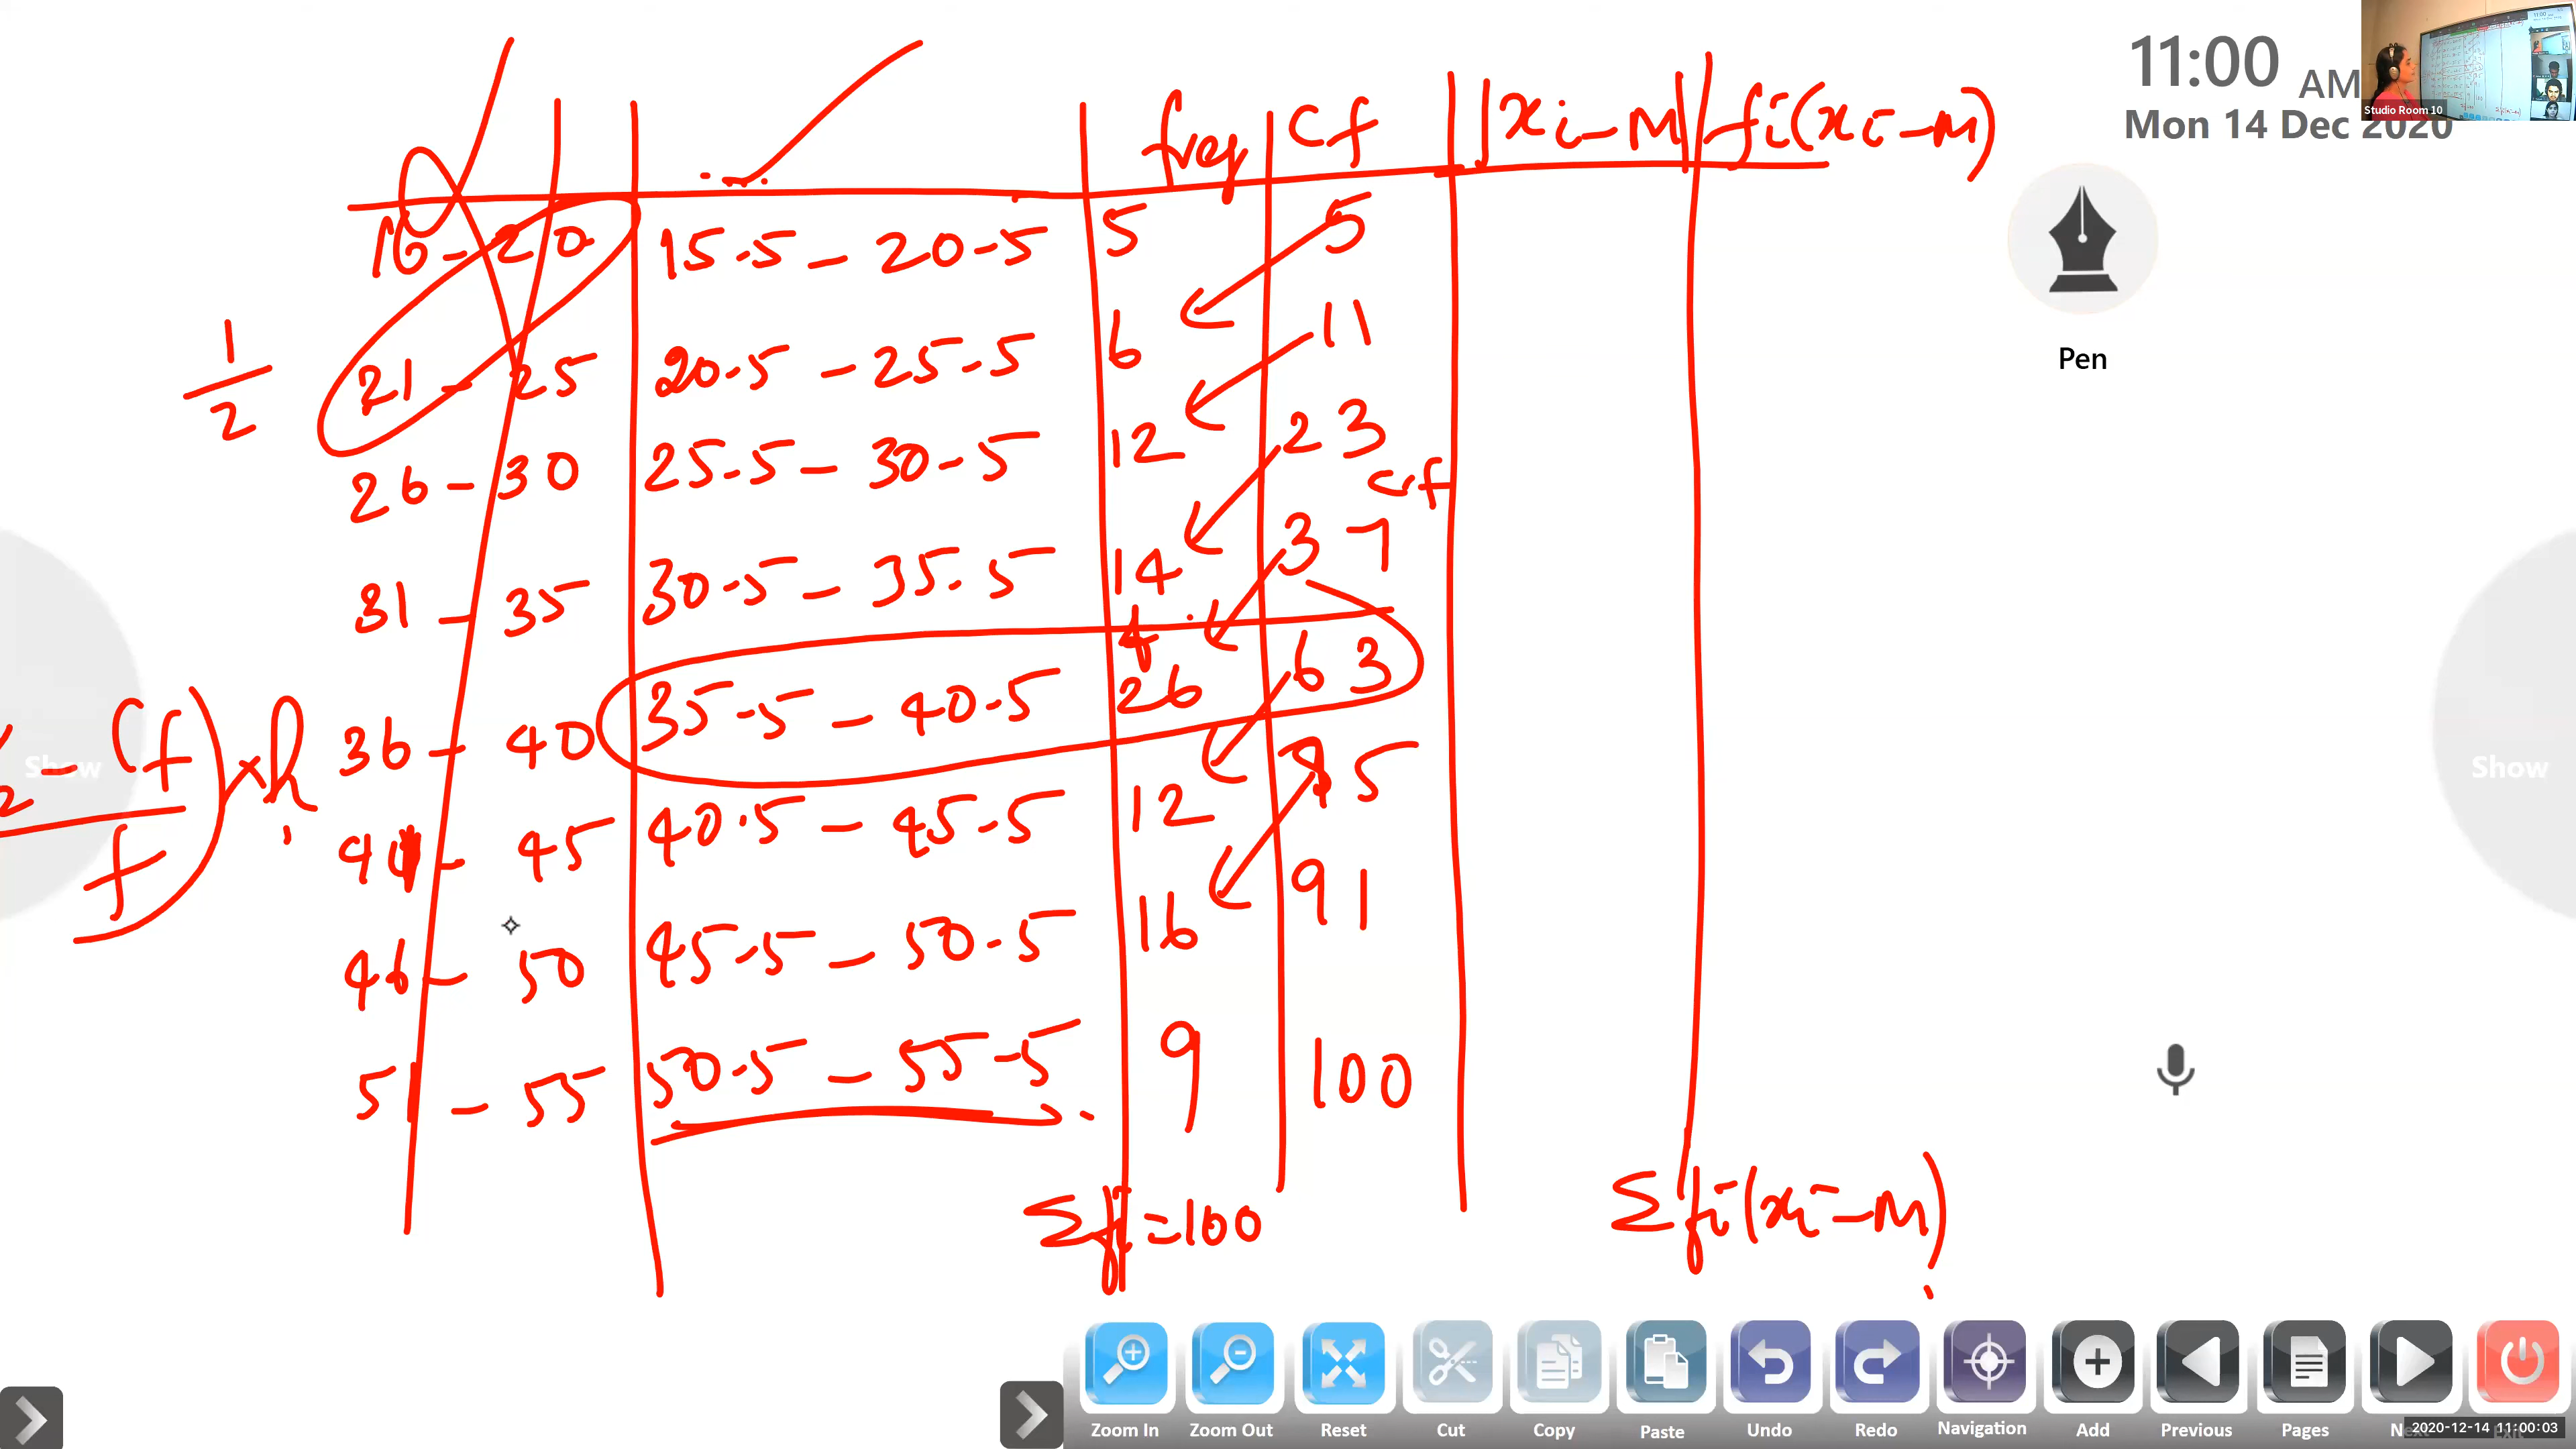 11:00 AM
Mon 14 Dec 2020
Studio Room 10
freq cf |xi-M| fi(xi-M)
16-20 15.5-20.5 5 5
21-25 20.5-25.5 6 11
26-30 25.5-30.5 12 23
cf
31-35 30.5-35.5 14 37
f
36-40 35.5-40.5 26 63
41-45 40.5-45.5 12 75
46-50 45.5-50.5 16 91
51-55 50.5-55.5 9 100
Σfi=100 Σfi(xi-M)
1/2
2 - Cf
f
)×h
Pen
Show
Show
Zoom In Zoom Out Reset Cut Copy Paste Undo Redo Navigation Add Previous Pages
2020-12-14 11:00:03